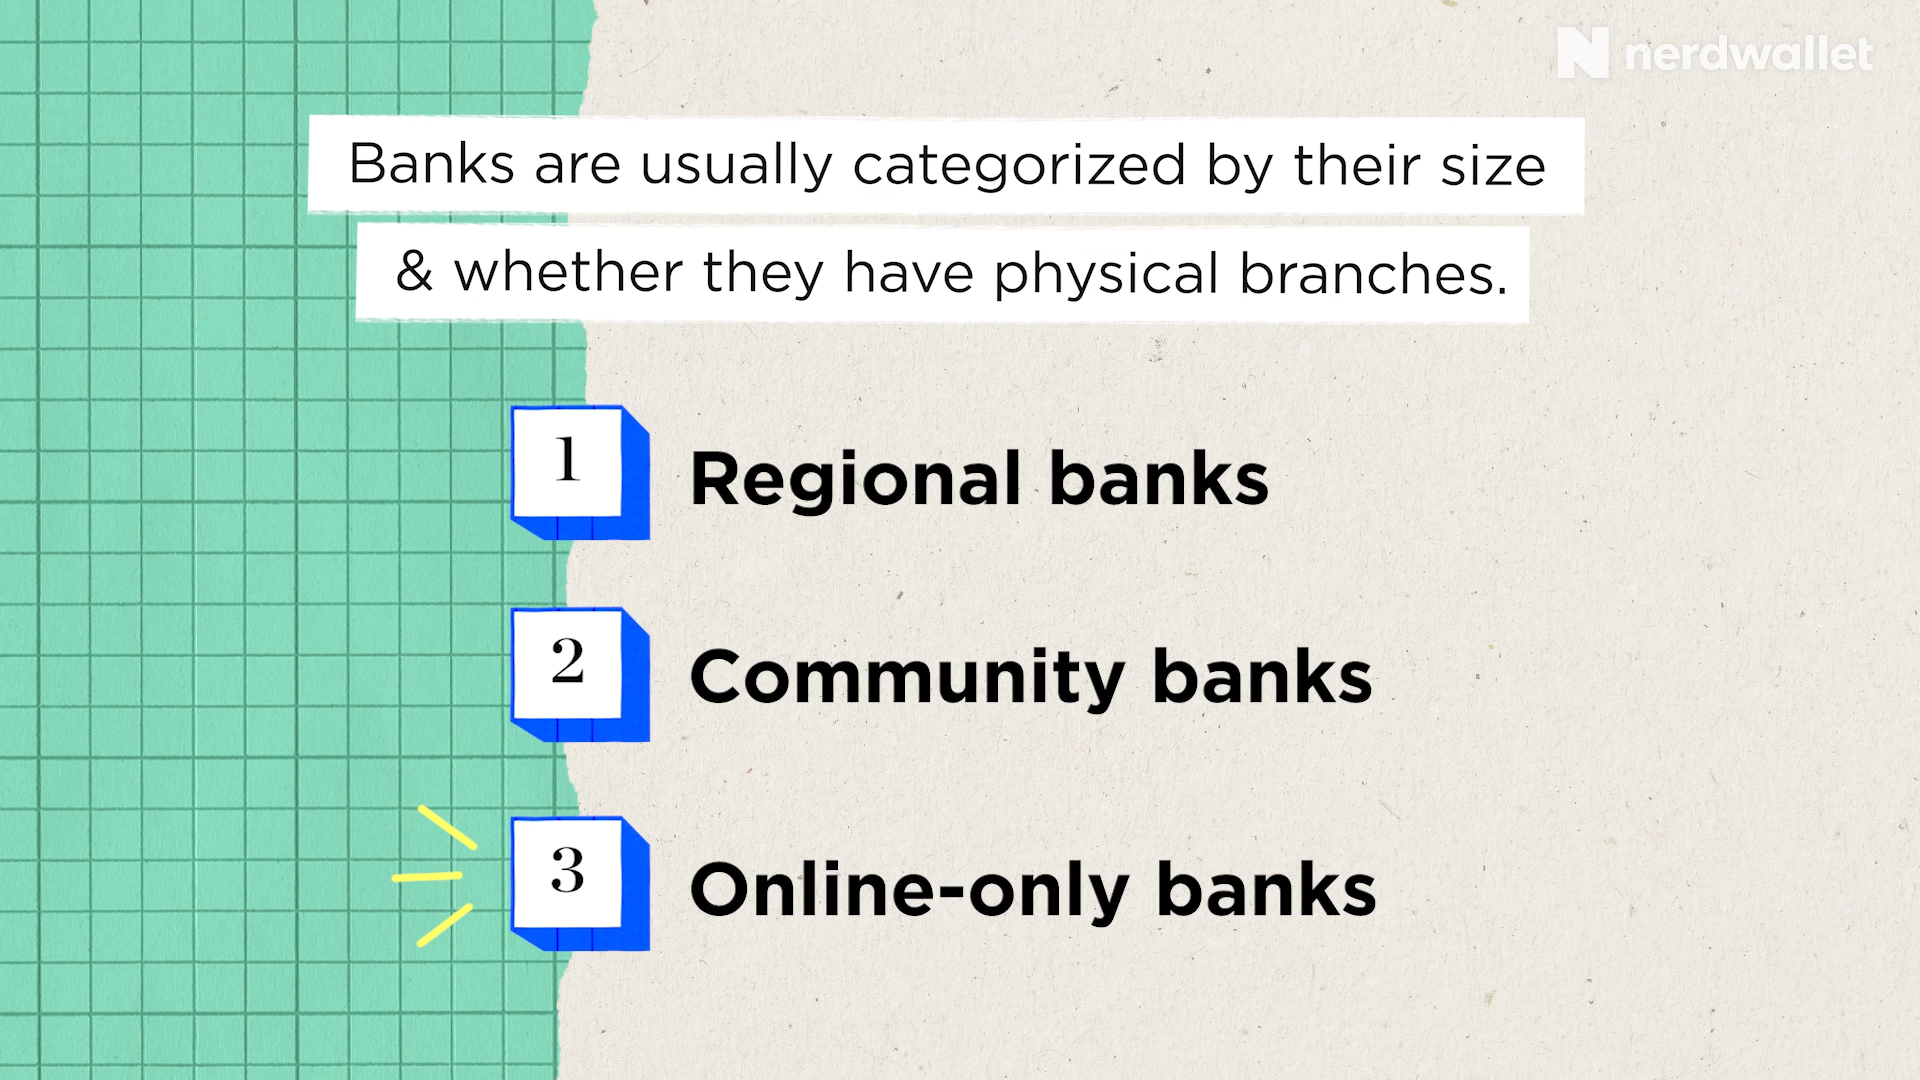 nerdwallet
Banks are usually categorized by their size
& whether they have physical branches.
1 Regional banks
2 Community banks
3 Online-only banks